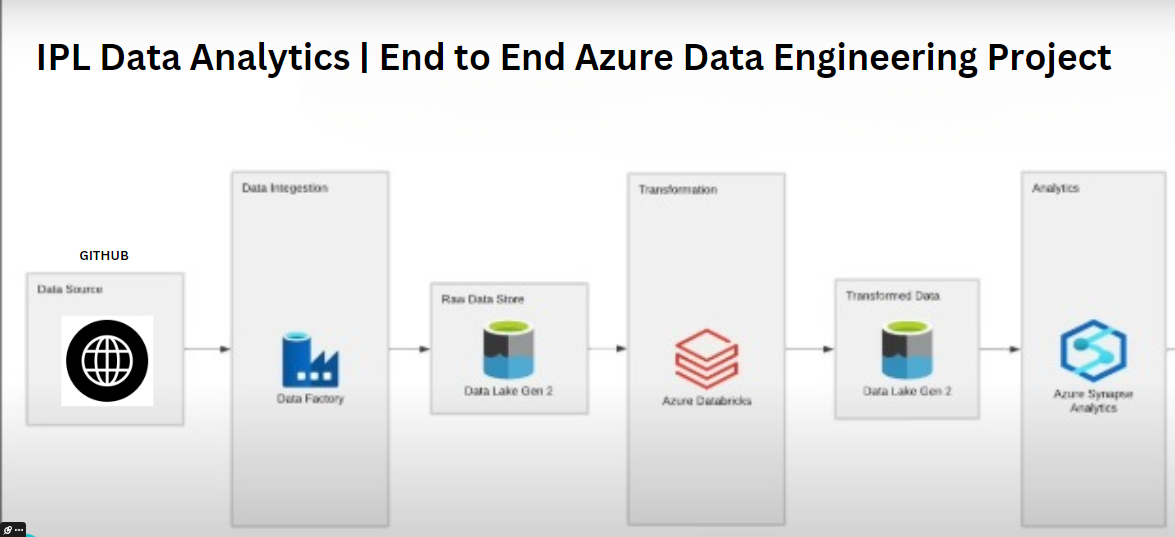 IPL Data Analytics | End to End Azure Data Engineering Project
GITHUB
Data Source
Data Integestion
Data Factory
Raw Data Store
Data Lake Gen 2
Transformation
Azure Databricks
Transformed Data
Data Lake Gen 2
Analytics
Azure Synapse
Analytics